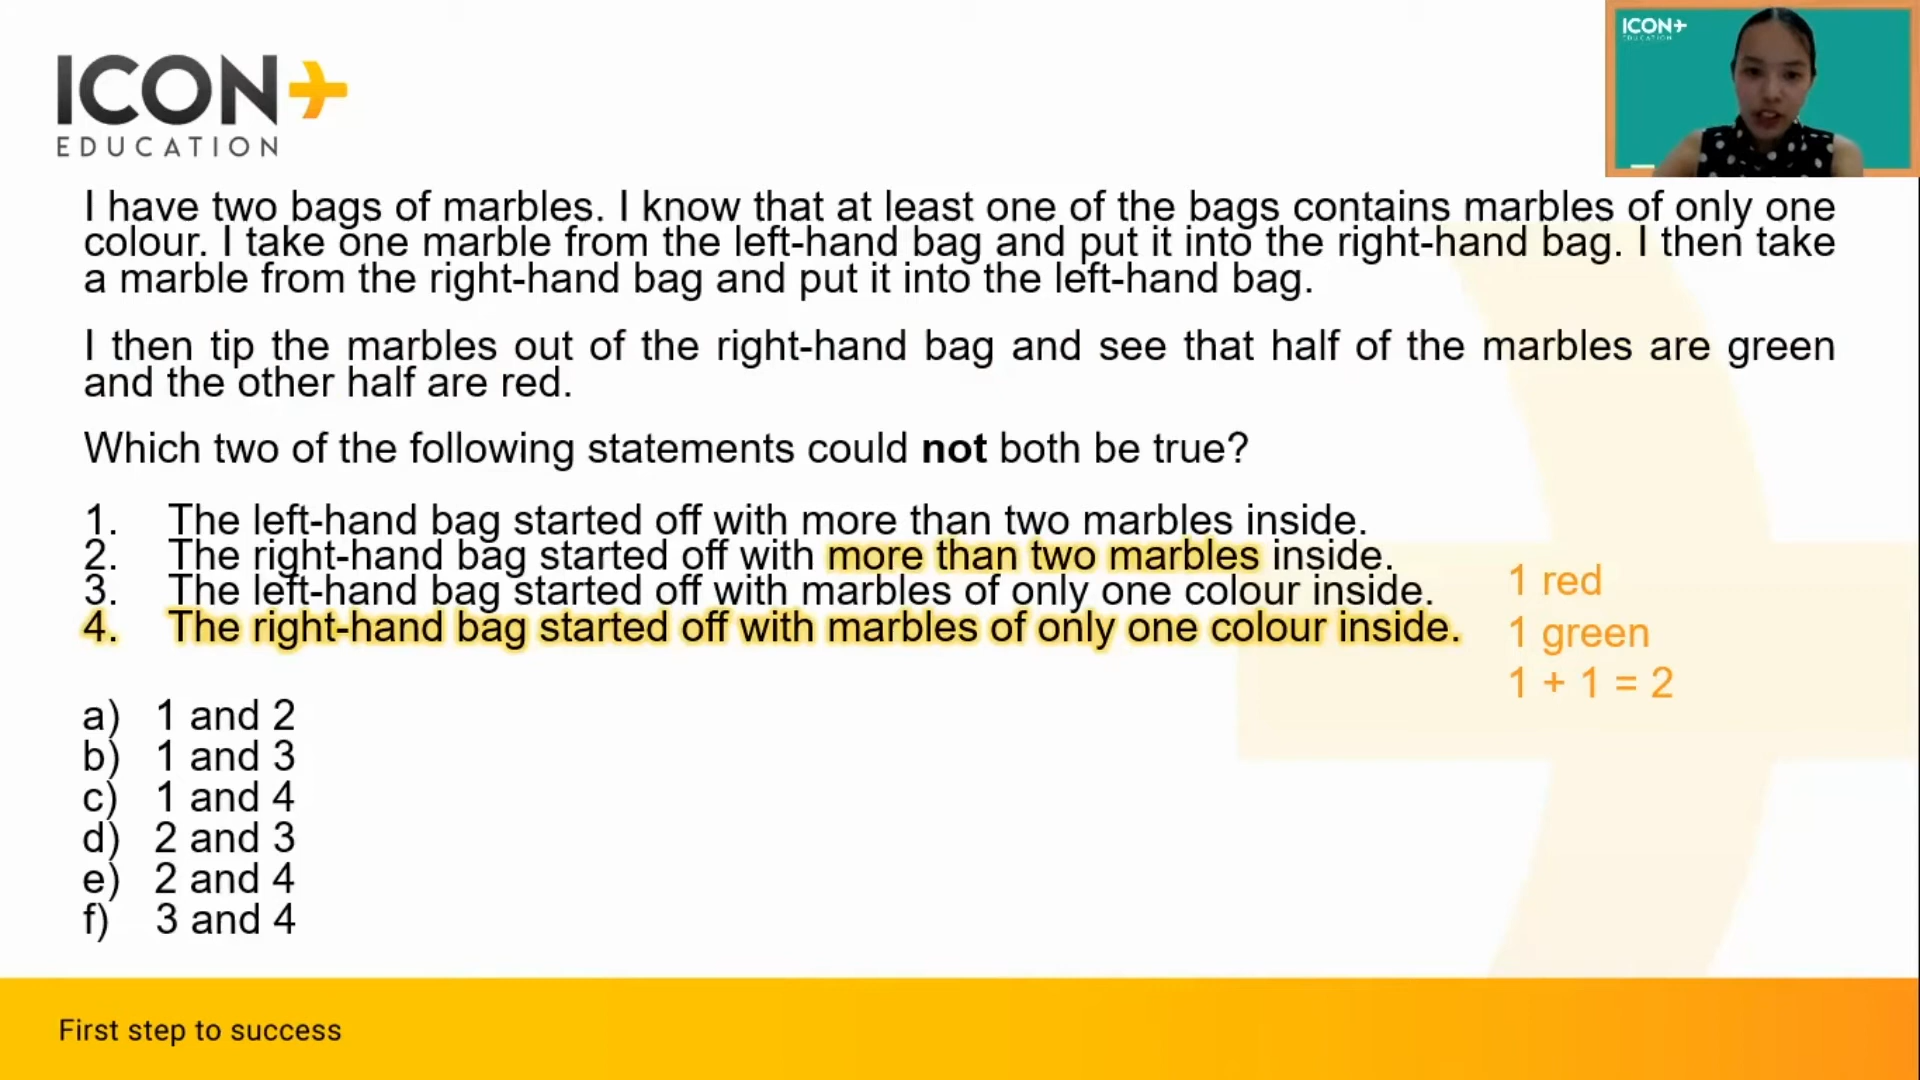 ICON+
EDUCATION
ICON+
EDUCATION
I have two bags of marbles. I know that at least one of the bags contains marbles of only one
colour. I take one marble from the left-hand bag and put it into the right-hand bag. I then take
a marble from the right-hand bag and put it into the left-hand bag.
I then tip the marbles out of the right-hand bag and see that half of the marbles are green
and the other half are red.
Which two of the following statements could not both be true?
1. The left-hand bag started off with more than two marbles inside.
2. The right-hand bag started off with more than two marbles inside.
3. The left-hand bag started off with marbles of only one colour inside.
4. The right-hand bag started off with marbles of only one colour inside.
1 red
1 green
1 + 1 = 2
a) 1 and 2
b) 1 and 3
c) 1 and 4
d) 2 and 3
e) 2 and 4
f) 3 and 4
First step to success